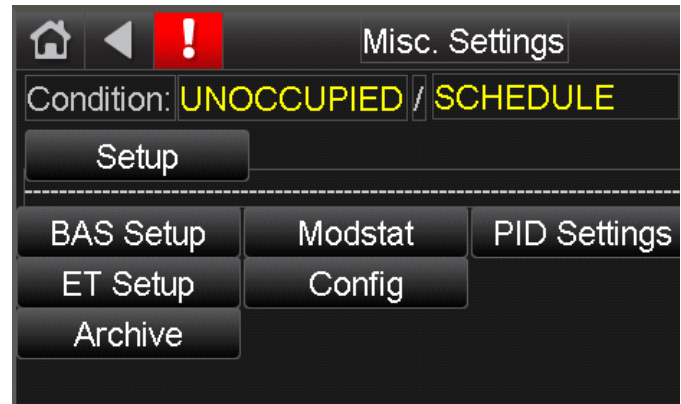 ! Misc. Settings
Condition: UNOCCUPIED / SCHEDULE
Setup
BAS Setup Modstat PID Settings
ET Setup Config
Archive